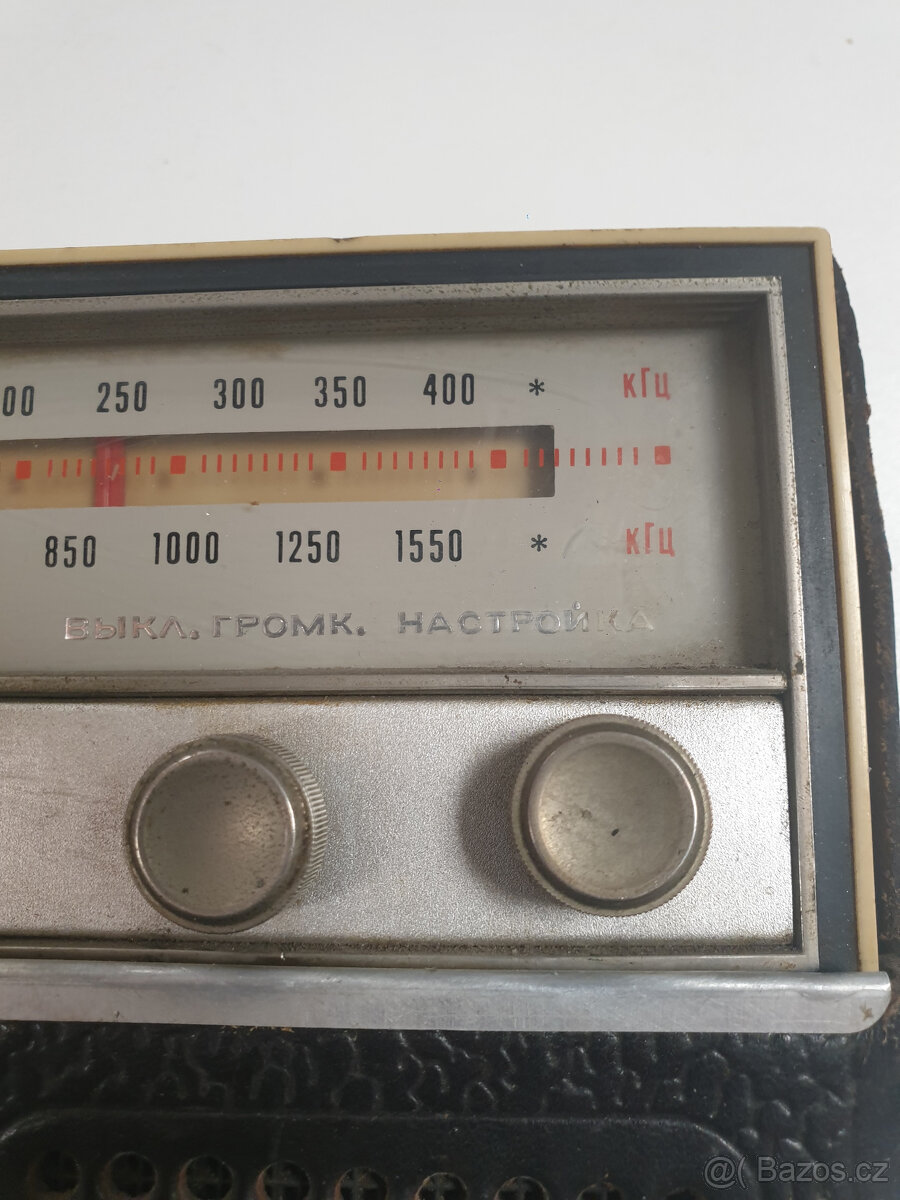 00 250 300 350 400 * кГц
850 1000 1250 1550 * кГц
ВЫКЛ. ГРОМК. НАСТРОЙКА
@ Bazos.cz